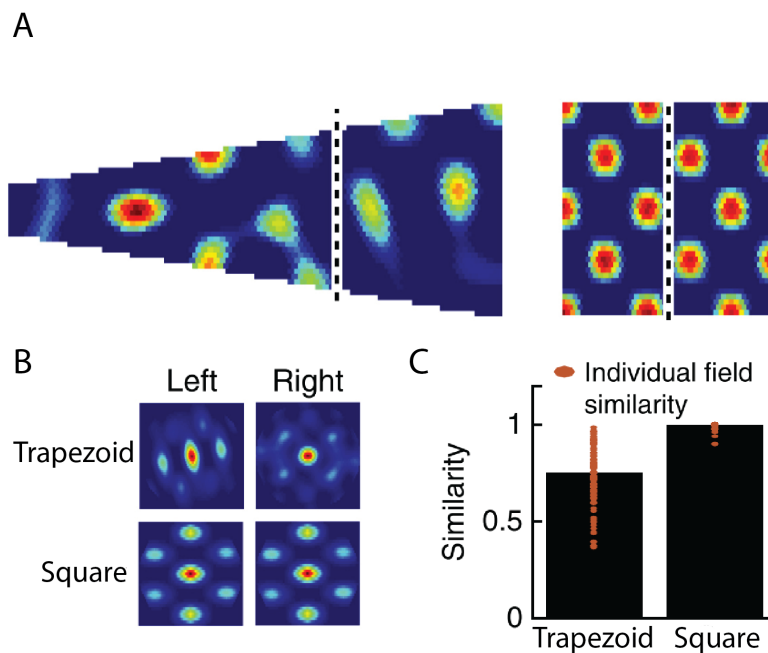 A
B
Left Right
Trapezoid
Square
C
Individual field
similarity
Similarity
1
0.5
0
Trapezoid Square